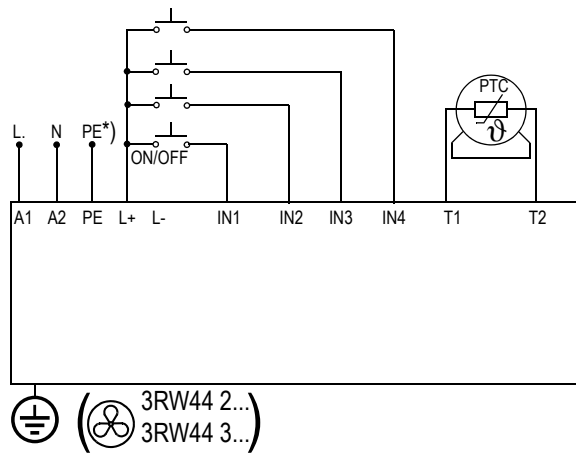 PTC
ϑ
L. N PE*)
ON/OFF
A1 A2 PE L+ L- IN1 IN2 IN3 IN4 T1 T2
3RW44 2...
3RW44 3...